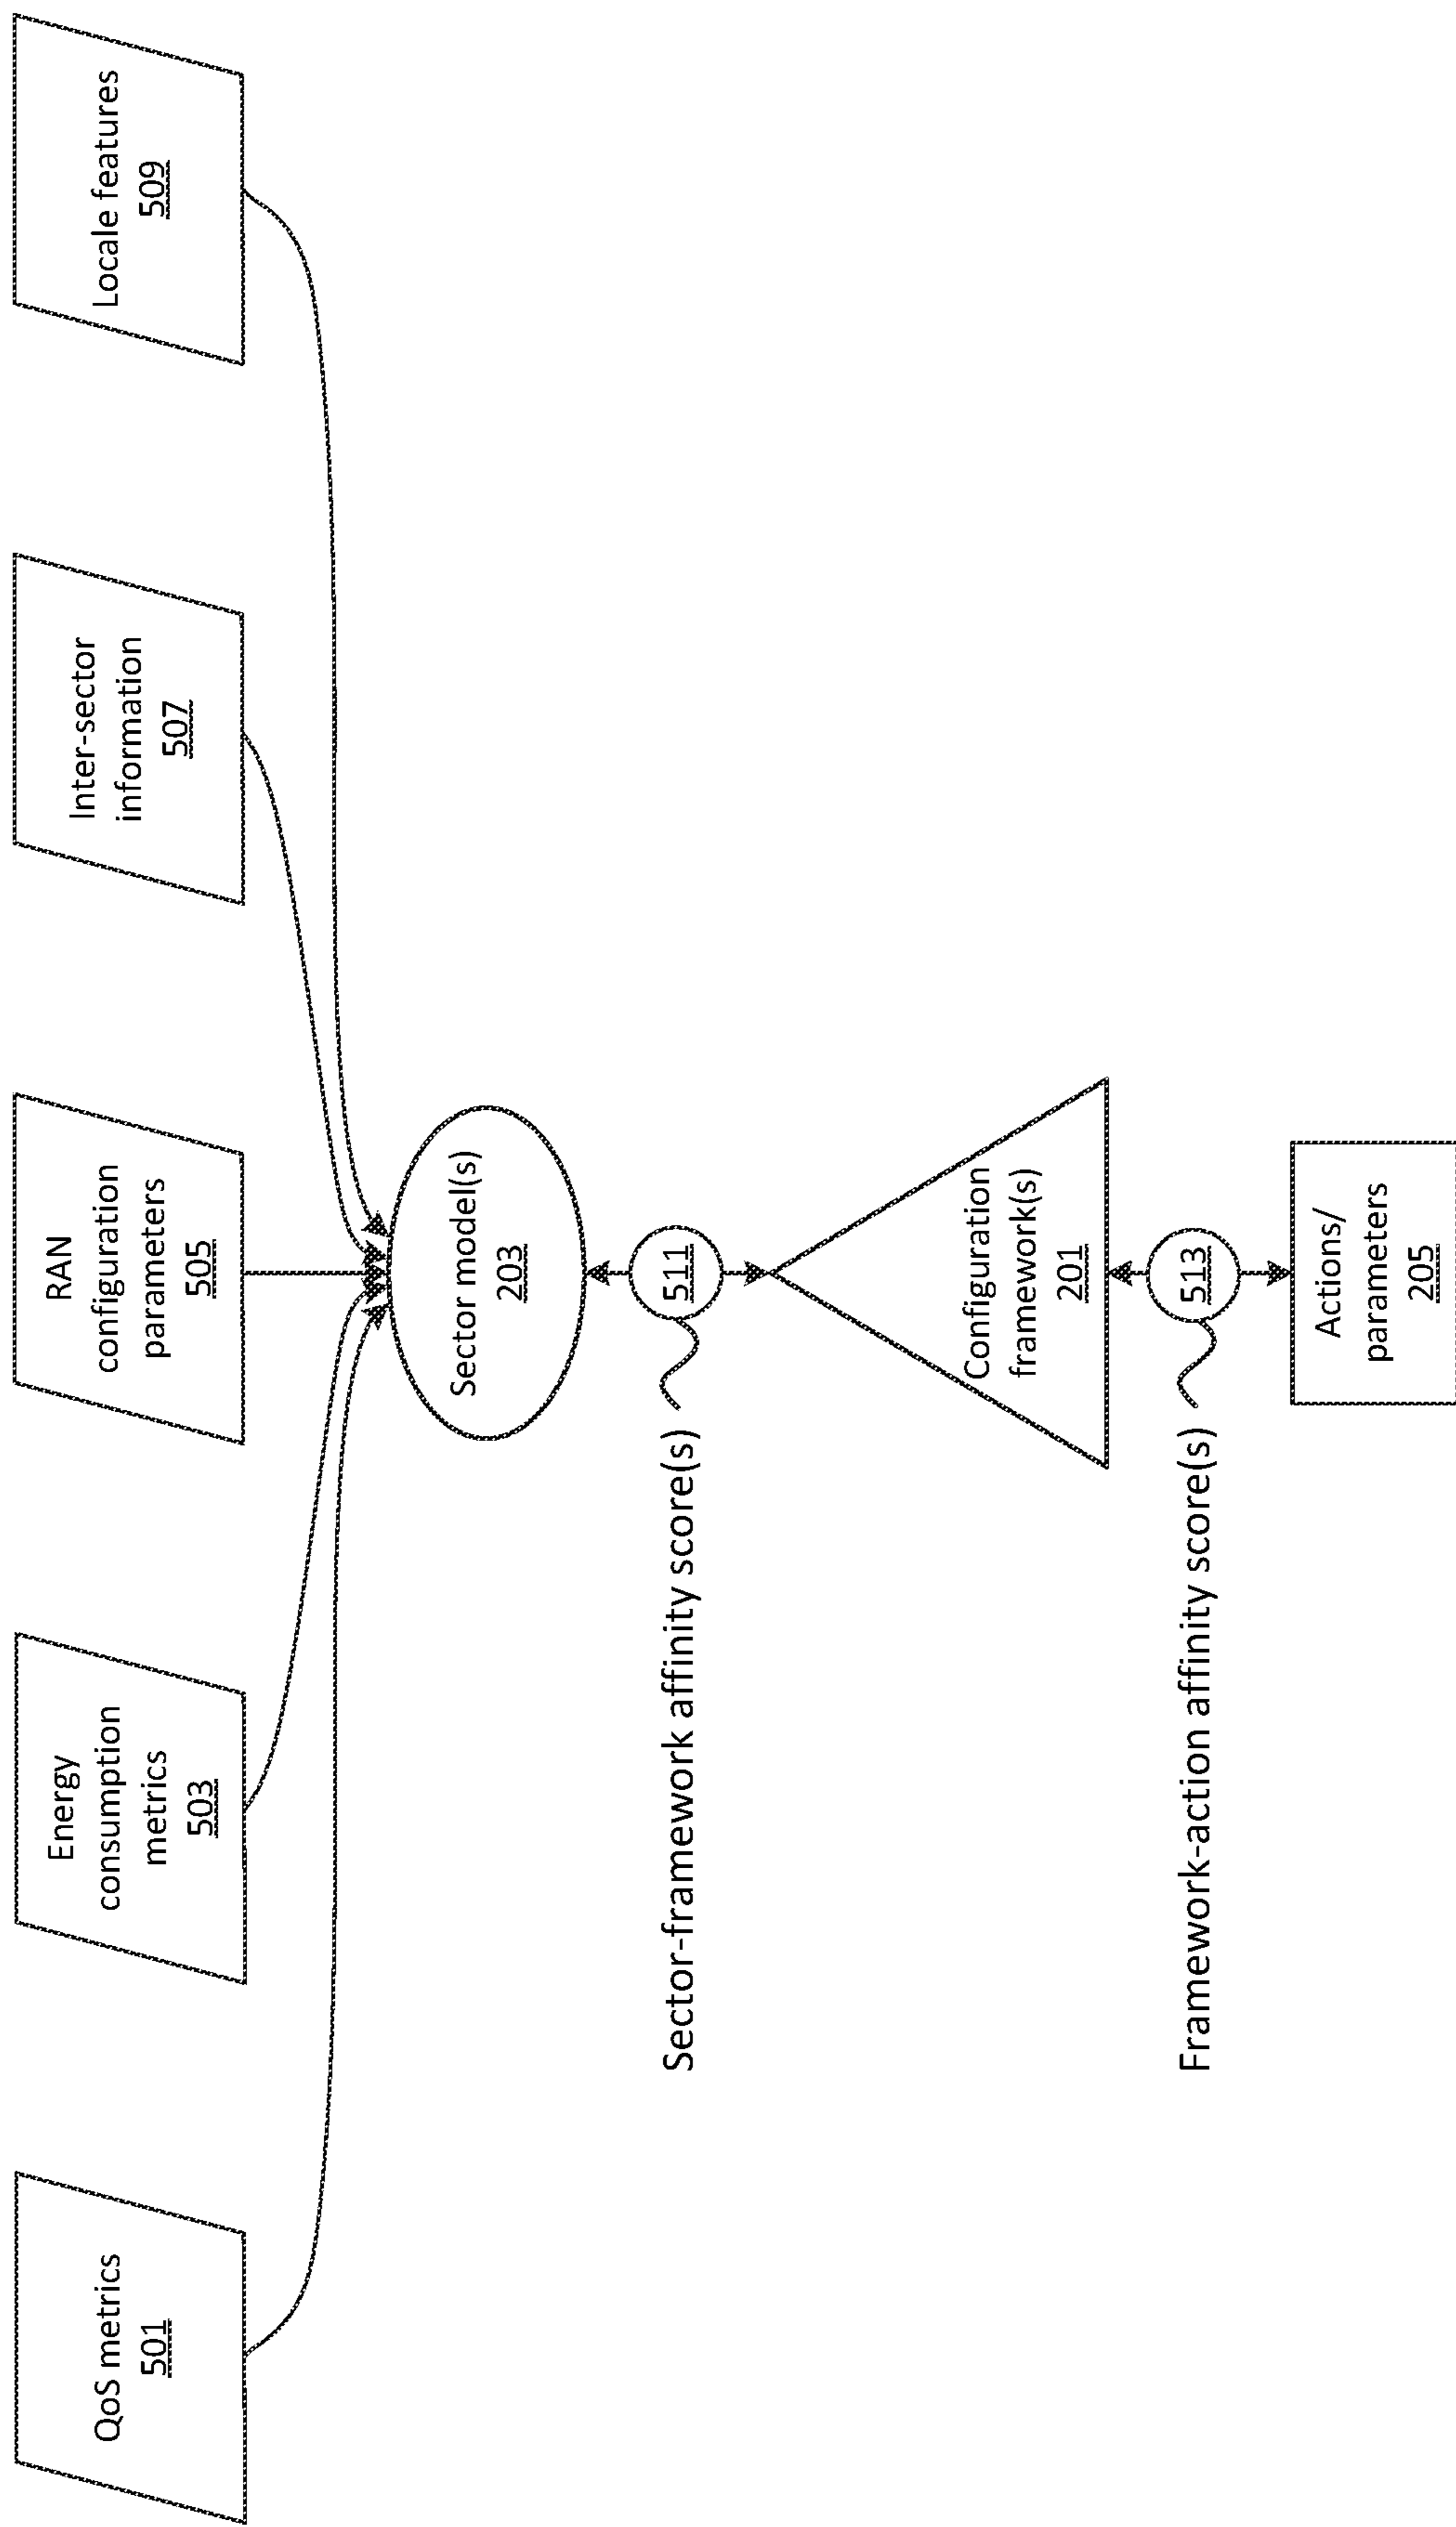 QoS metrics
501
Energy
consumption
metrics
503
RAN
configuration
parameters
505
Inter-sector
information
507
Locale features
509
Sector model(s)
203
Sector-framework affinity score(s)
511
Configuration
framework(s)
201
Framework-action affinity score(s)
513
Actions/
parameters
205